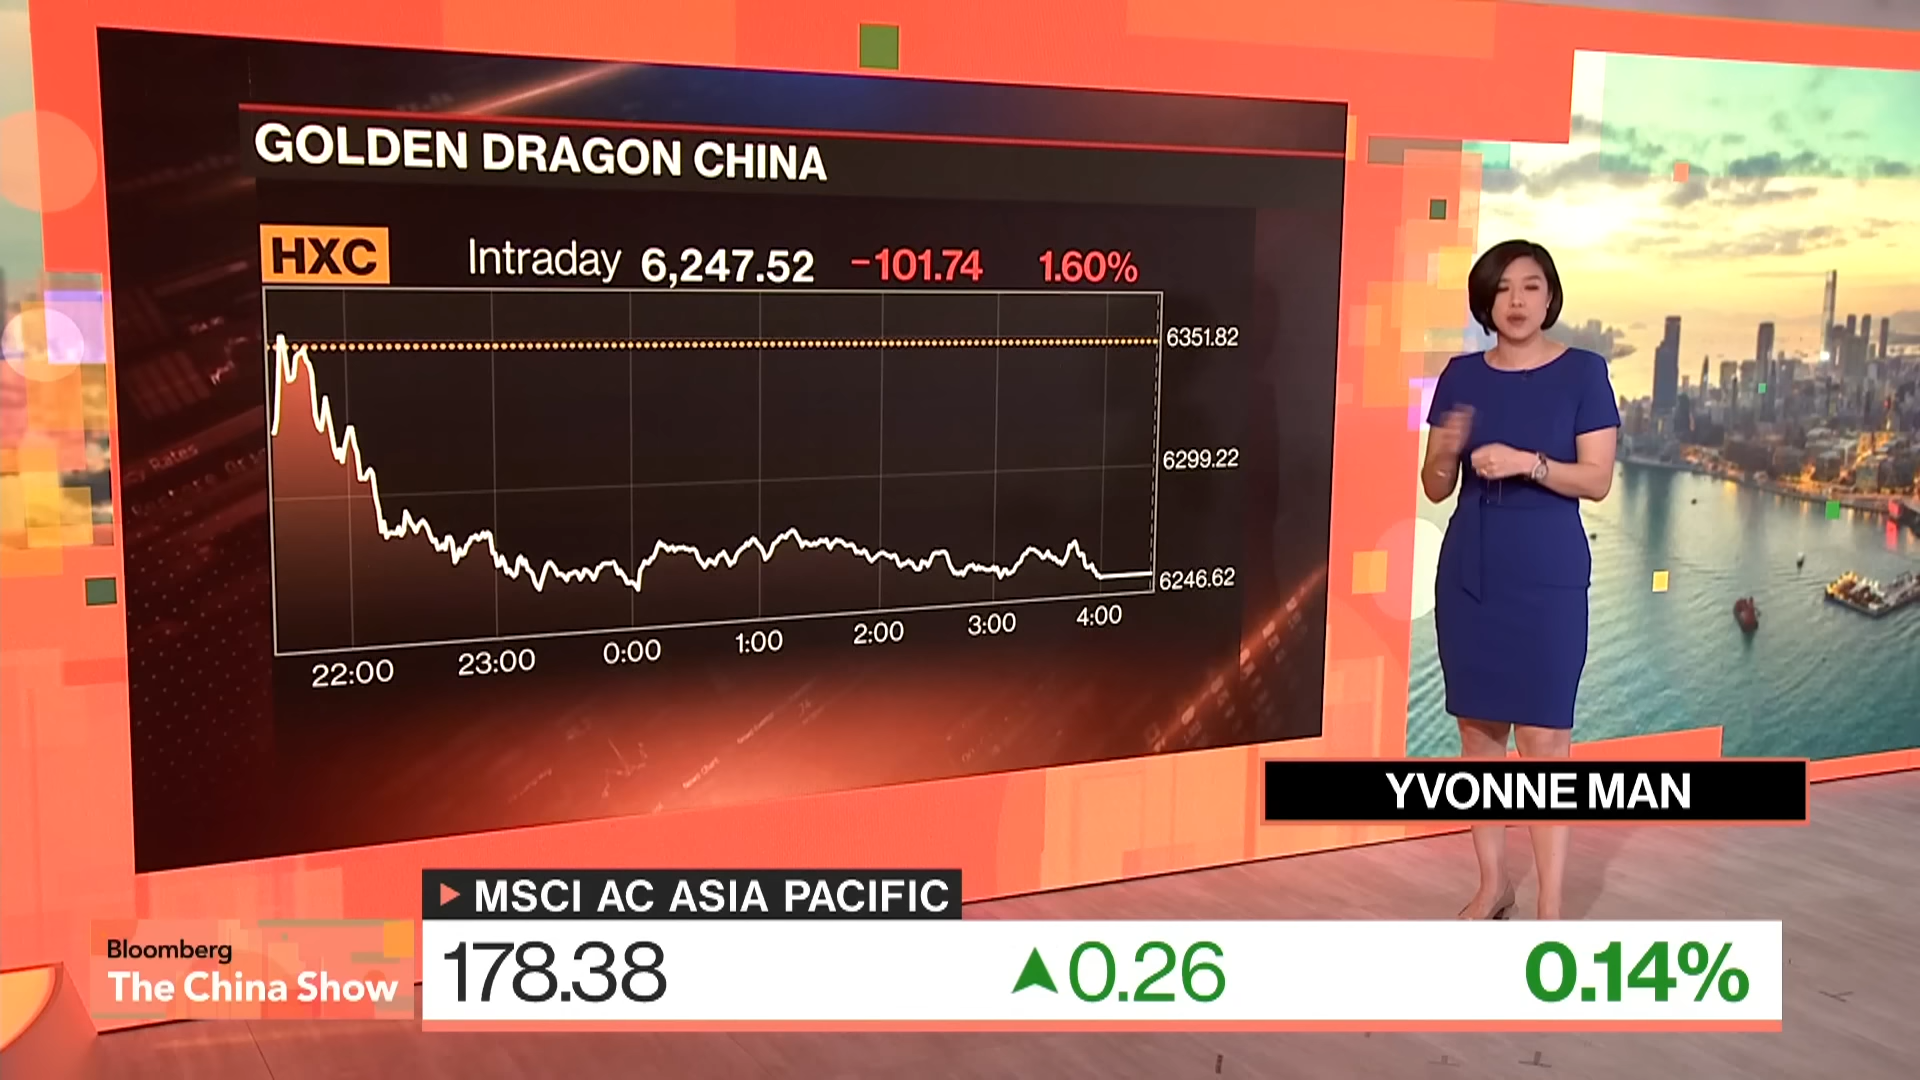 GOLDEN DRAGON CHINA
HXC Intraday 6,247.52 -101.74 1.60%
6351.82
6299.22
6246.62
22:00 23:00 0:00 1:00 2:00 3:00 4:00
YVONNE MAN
MSCI AC ASIA PACIFIC
178.38 ▲0.26 0.14%
Bloomberg
The China Show